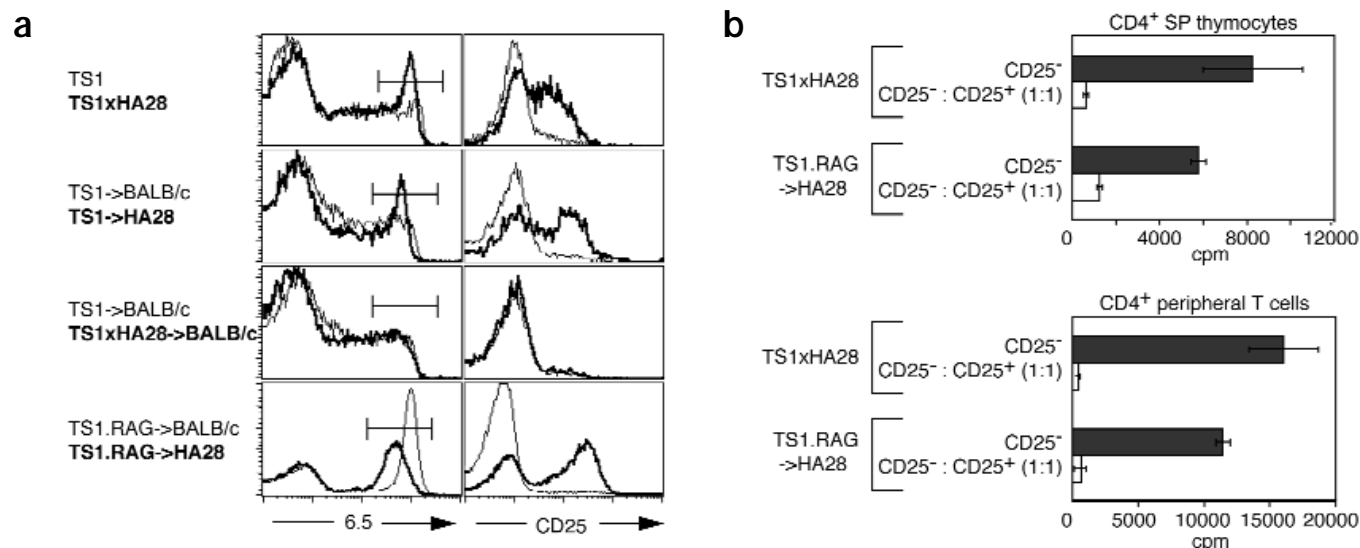 a
TS1
TS1xHA28
TS1->BALB/c
TS1->HA28
TS1->BALB/c
TS1xHA28->BALB/c
TS1.RAG->BALB/c
TS1.RAG->HA28
6.5
CD25
b
CD4⁺ SP thymocytes
TS1xHA28
CD25⁻
CD25⁻ : CD25⁺ (1:1)
TS1.RAG
->HA28
CD25⁻
CD25⁻ : CD25⁺ (1:1)
0 4000 8000 12000
cpm
CD4⁺ peripheral T cells
TS1xHA28
CD25⁻
CD25⁻ : CD25⁺ (1:1)
TS1.RAG
->HA28
CD25⁻
CD25⁻ : CD25⁺ (1:1)
0 5000 10000 15000 20000
cpm